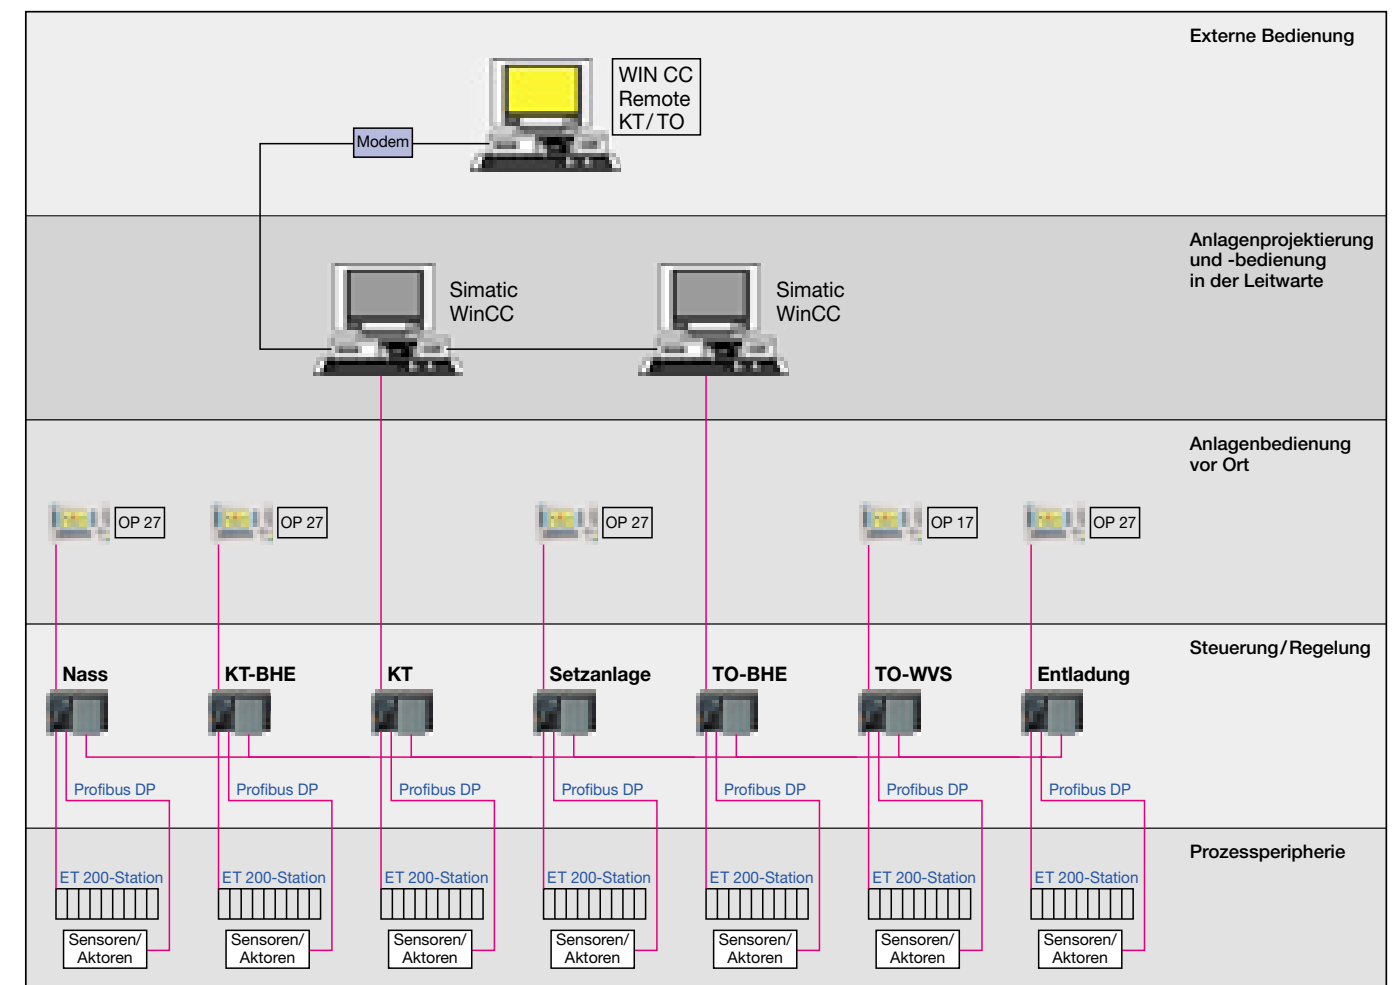 Externe Bedienung
WIN CC
Remote
KT/TO
Modem
Anlagenprojektierung
und -bedienung
in der Leitwarte
Simatic
WinCC
Simatic
WinCC
Anlagenbedienung
vor Ort
OP 27
OP 27
OP 27
OP 17
OP 27
Steuerung/Regelung
Nass
KT-BHE
KT
Setzanlage
TO-BHE
TO-WVS
Entladung
Profibus DP
Profibus DP
Profibus DP
Profibus DP
Profibus DP
Profibus DP
Profibus DP
Prozessperipherie
ET 200-Station
ET 200-Station
ET 200-Station
ET 200-Station
ET 200-Station
ET 200-Station
ET 200-Station
Sensoren/
Aktoren
Sensoren/
Aktoren
Sensoren/
Aktoren
Sensoren/
Aktoren
Sensoren/
Aktoren
Sensoren/
Aktoren
Sensoren/
Aktoren